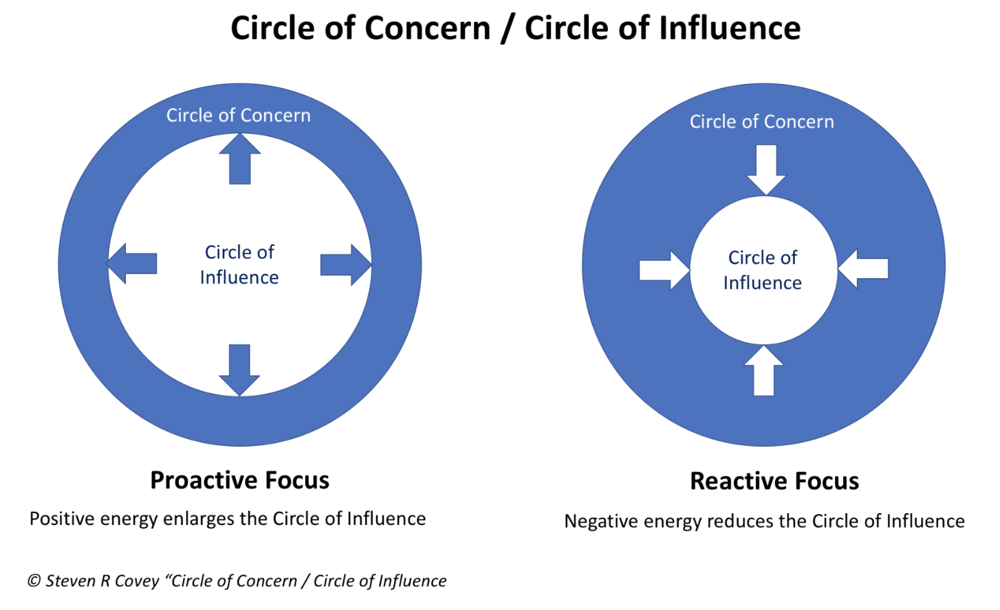 Circle of Concern / Circle of Influence
Circle of Concern
Circle of
Influence
Proactive Focus
Positive energy enlarges the Circle of Influence
Circle of Concern
Circle of
Influence
Reactive Focus
Negative energy reduces the Circle of Influence
© Steven R Covey “Circle of Concern / Circle of Influence